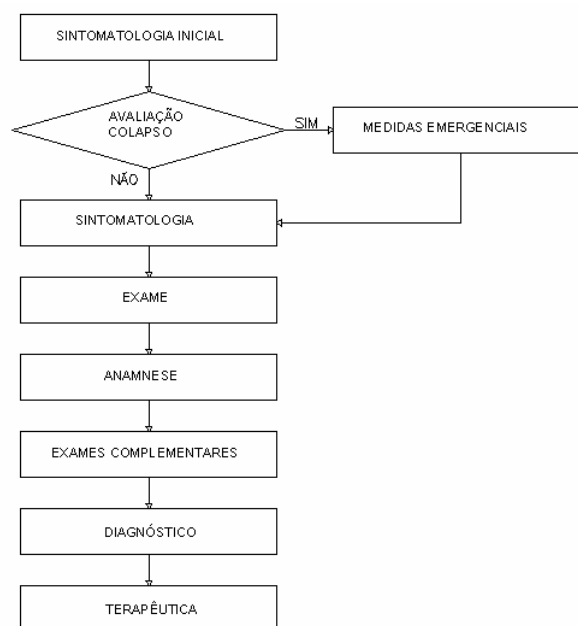 SINTOMATOLOGIA INICIAL
AVALIAÇÃO
COLAPSO
SIM
MEDIDAS EMERGENCIAIS
NÃO
SINTOMATOLOGIA
EXAME
ANAMNESE
EXAMES COMPLEMENTARES
DIAGNÓSTICO
TERAPÊUTICA